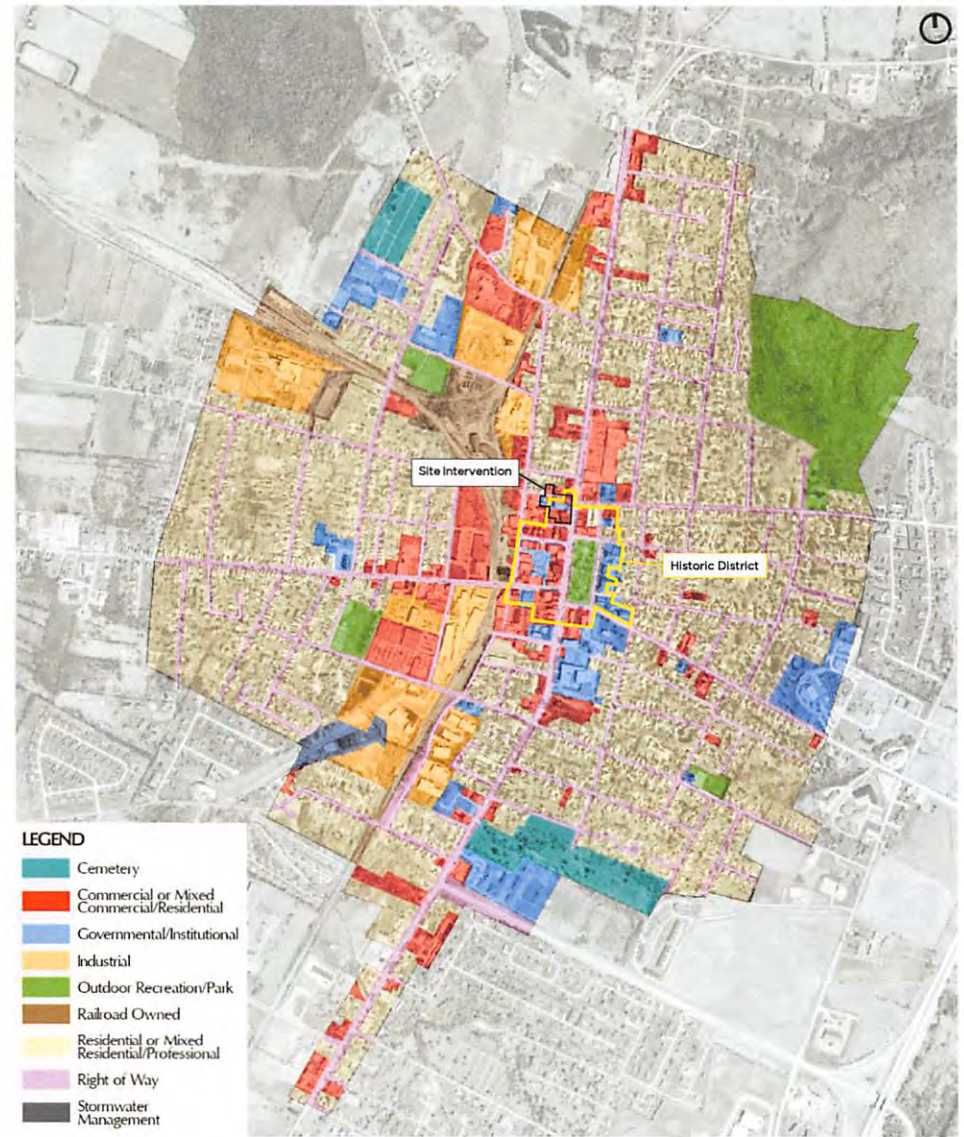 Site Intervention
Historic District
LEGEND
Cemetery
Commercial or Mixed
Commercial/Residential
Governmental/Institutional
Industrial
Outdoor Recreation/Park
Railroad Owned
Residential or Mixed
Residential/Professional
Right of Way
Stormwater
Management